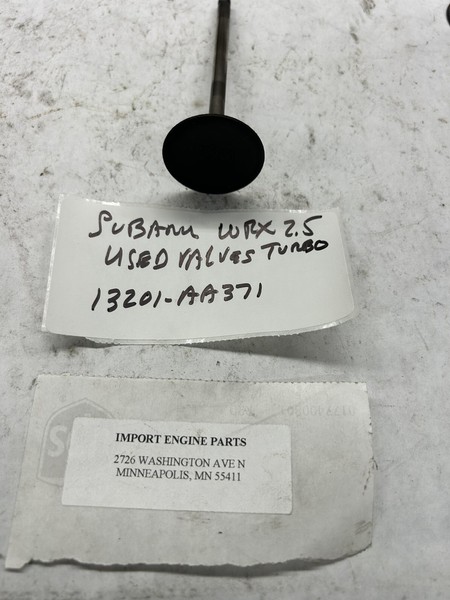 SUBARU WRX 2.5
USED VALVES TURBO
13201-AA371
IMPORT ENGINE PARTS
2726 WASHINGTON AVE N
MINNEAPOLIS, MN 55411